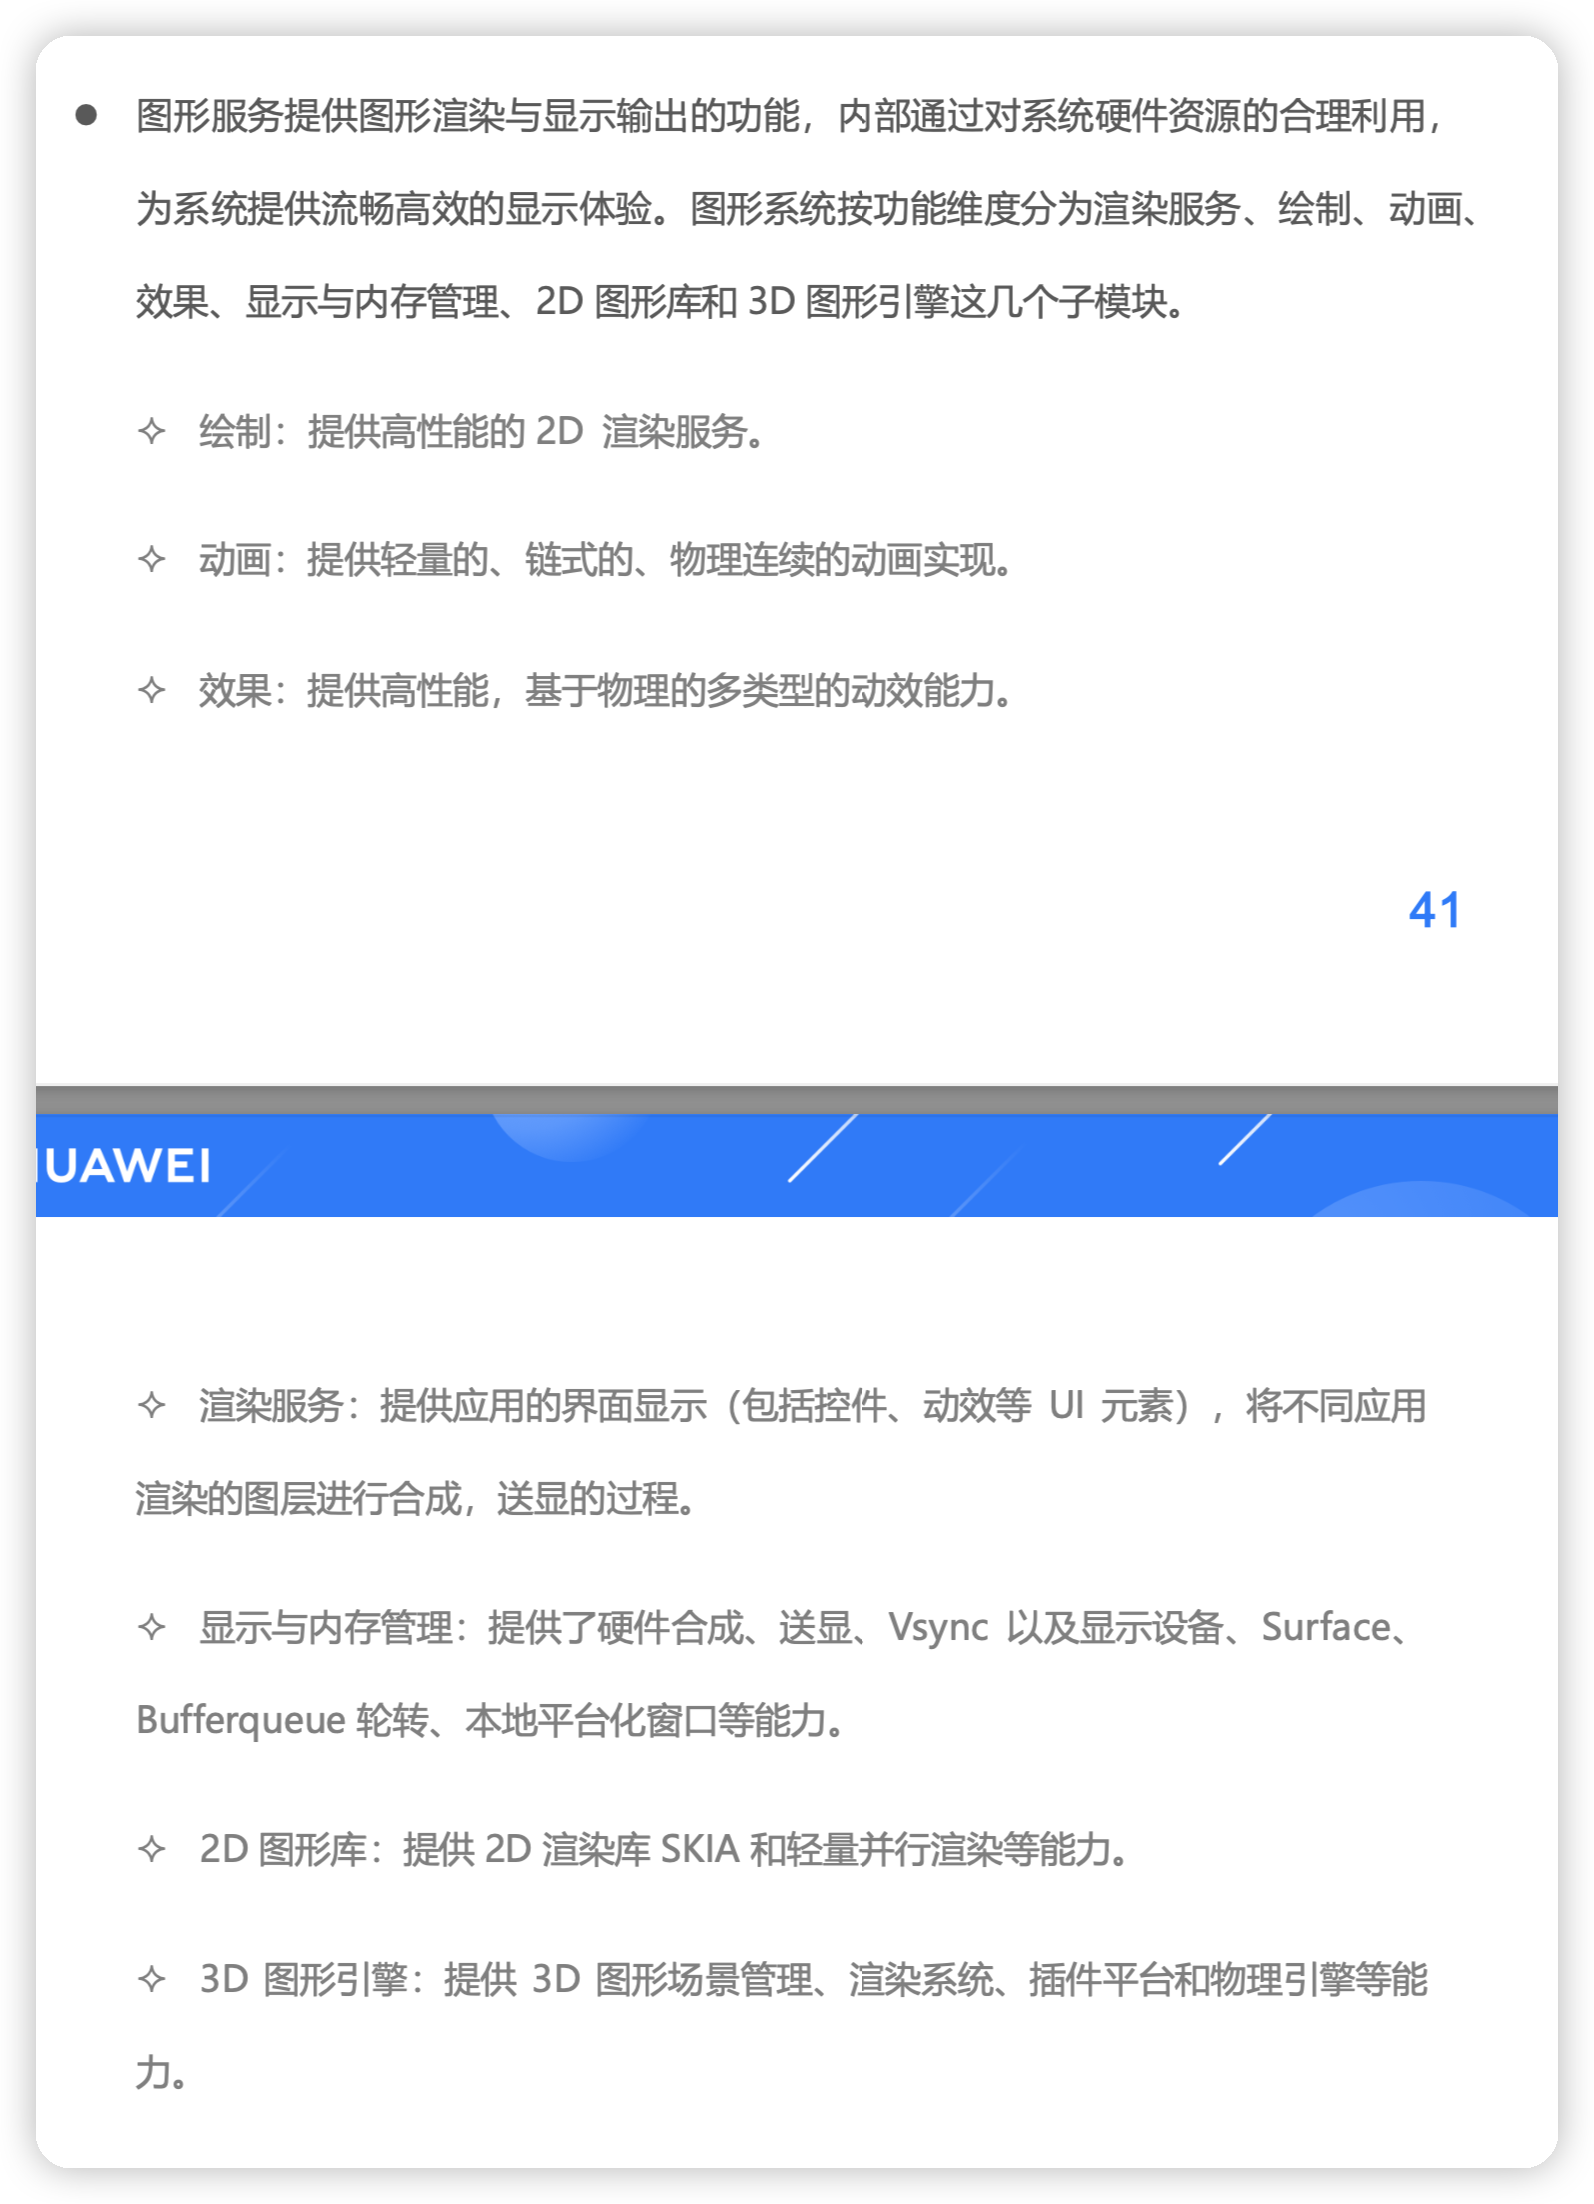 ● 图形服务提供图形渲染与显示输出的功能，内部通过对系统硬件资源的合理利用，
为系统提供流畅高效的显示体验。图形系统按功能维度分为渲染服务、绘制、动画、
效果、显示与内存管理、2D 图形库和 3D 图形引擎这几个子模块。
✧ 绘制：提供高性能的 2D 渲染服务。
✧ 动画：提供轻量的、链式的、物理连续的动画实现。
✧ 效果：提供高性能，基于物理的多类型的动效能力。
41
UAWEI
✧ 渲染服务：提供应用的界面显示（包括控件、动效等 UI 元素），将不同应用
渲染的图层进行合成，送显的过程。
✧ 显示与内存管理：提供了硬件合成、送显、Vsync 以及显示设备、Surface、
Bufferqueue 轮转、本地平台化窗口等能力。
✧ 2D 图形库：提供 2D 渲染库 SKIA 和轻量并行渲染等能力。
✧ 3D 图形引擎：提供 3D 图形场景管理、渲染系统、插件平台和物理引擎等能
力。